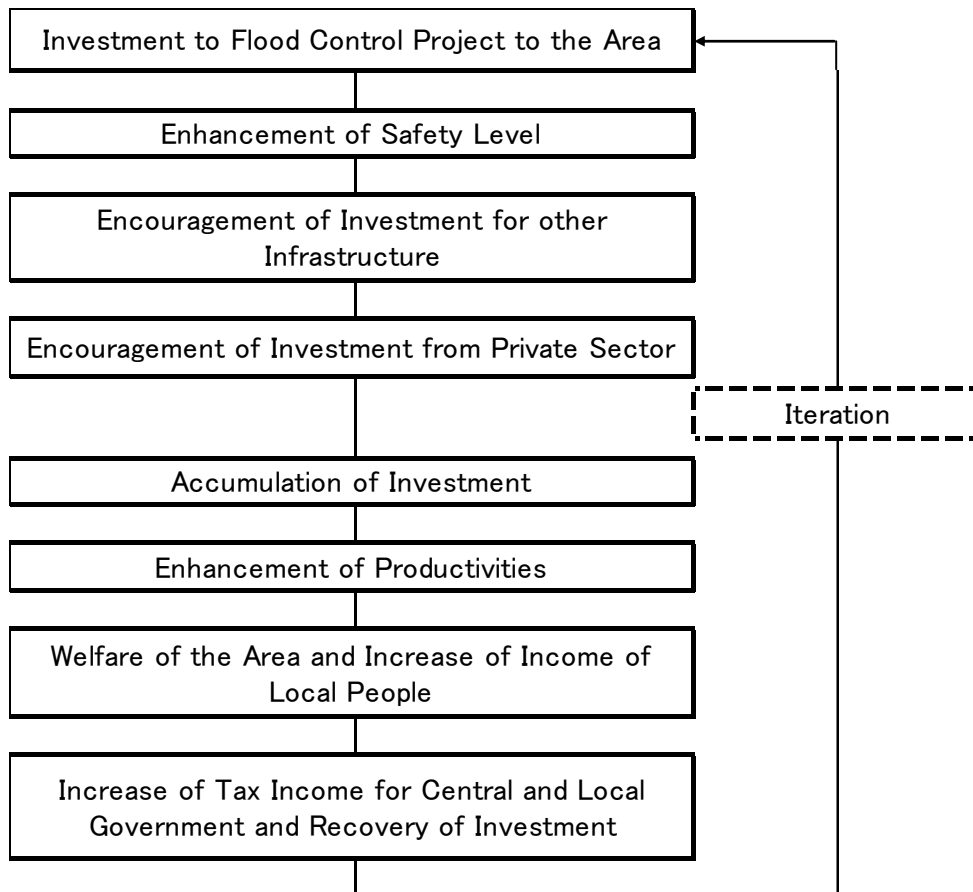 Investment to Flood Control Project to the Area
Enhancement of Safety Level
Encouragement of Investment for other
Infrastructure
Encouragement of Investment from Private Sector
Iteration
Accumulation of Investment
Enhancement of Productivities
Welfare of the Area and Increase of Income of
Local People
Increase of Tax Income for Central and Local
Government and Recovery of Investment